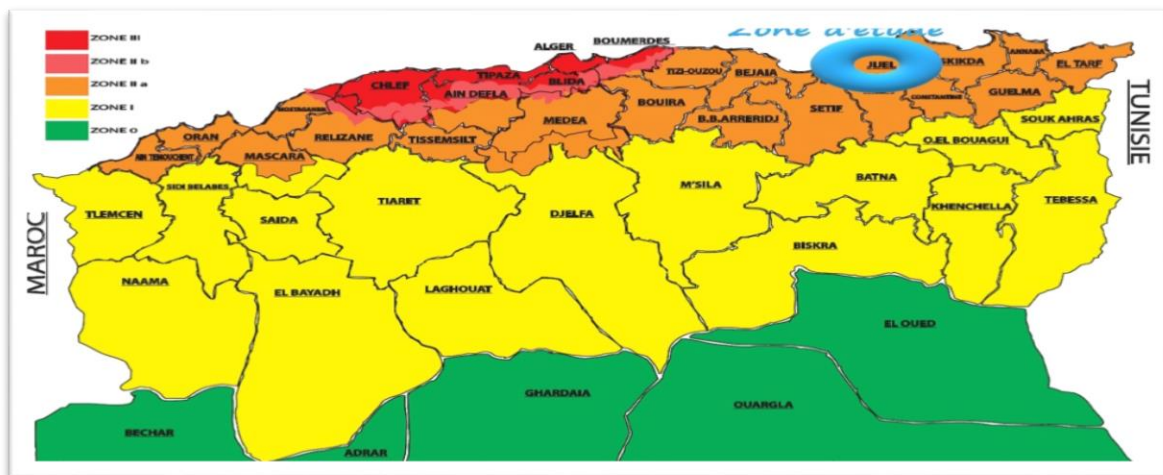 Zone d'étude
ZONE III
ZONE II b
ZONE II a
ZONE I
ZONE 0
ALGER
BOUMERDES
TIPAZA
BLIDA
CHLEF
AIN DEFLA
TIZI-OUZOU
BEJAIA
JIJEL
SKIKDA
ANNABA
EL TARF
MOSTAGANEM
BOUIRA
SETIF
CONSTANTINE
GUELMA
ORAN
RELIZANE
TISSEMSILT
MEDEA
B.B.ARRERIDJ
SOUK AHRAS
AIN TEMOUCHENT
MASCARA
O.EL BOUAGUI
SIDI BELABES
TLEMCEN
SAIDA
TIARET
DJELFA
M'SILA
BATNA
KHENCHELLA
TEBESSA
BISKRA
NAAMA
EL BAYADH
LAGHOUAT
EL OUED
GHARDAIA
OUARGLA
BECHAR
ADRAR
MAROC
TUNISIE